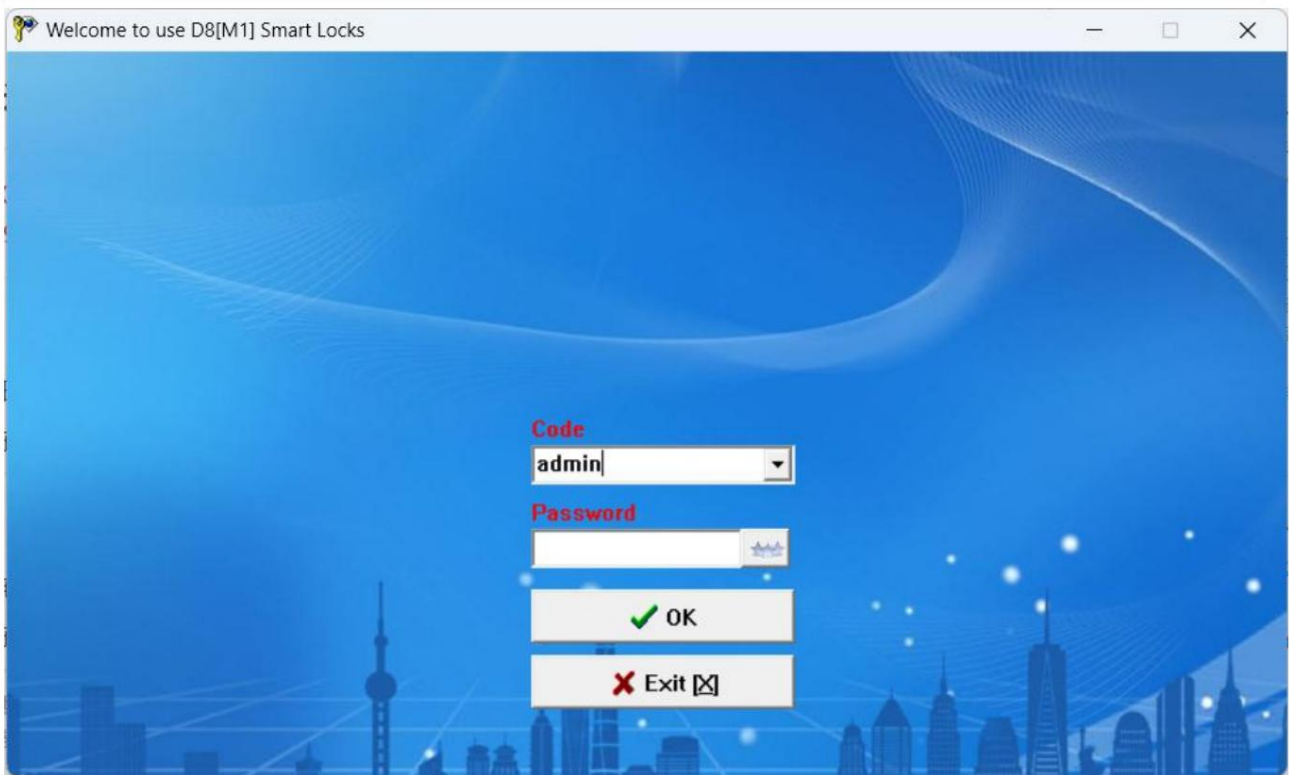 Welcome to use D8[M1] Smart Locks
Code
admin
Password
OK
Exit [X]